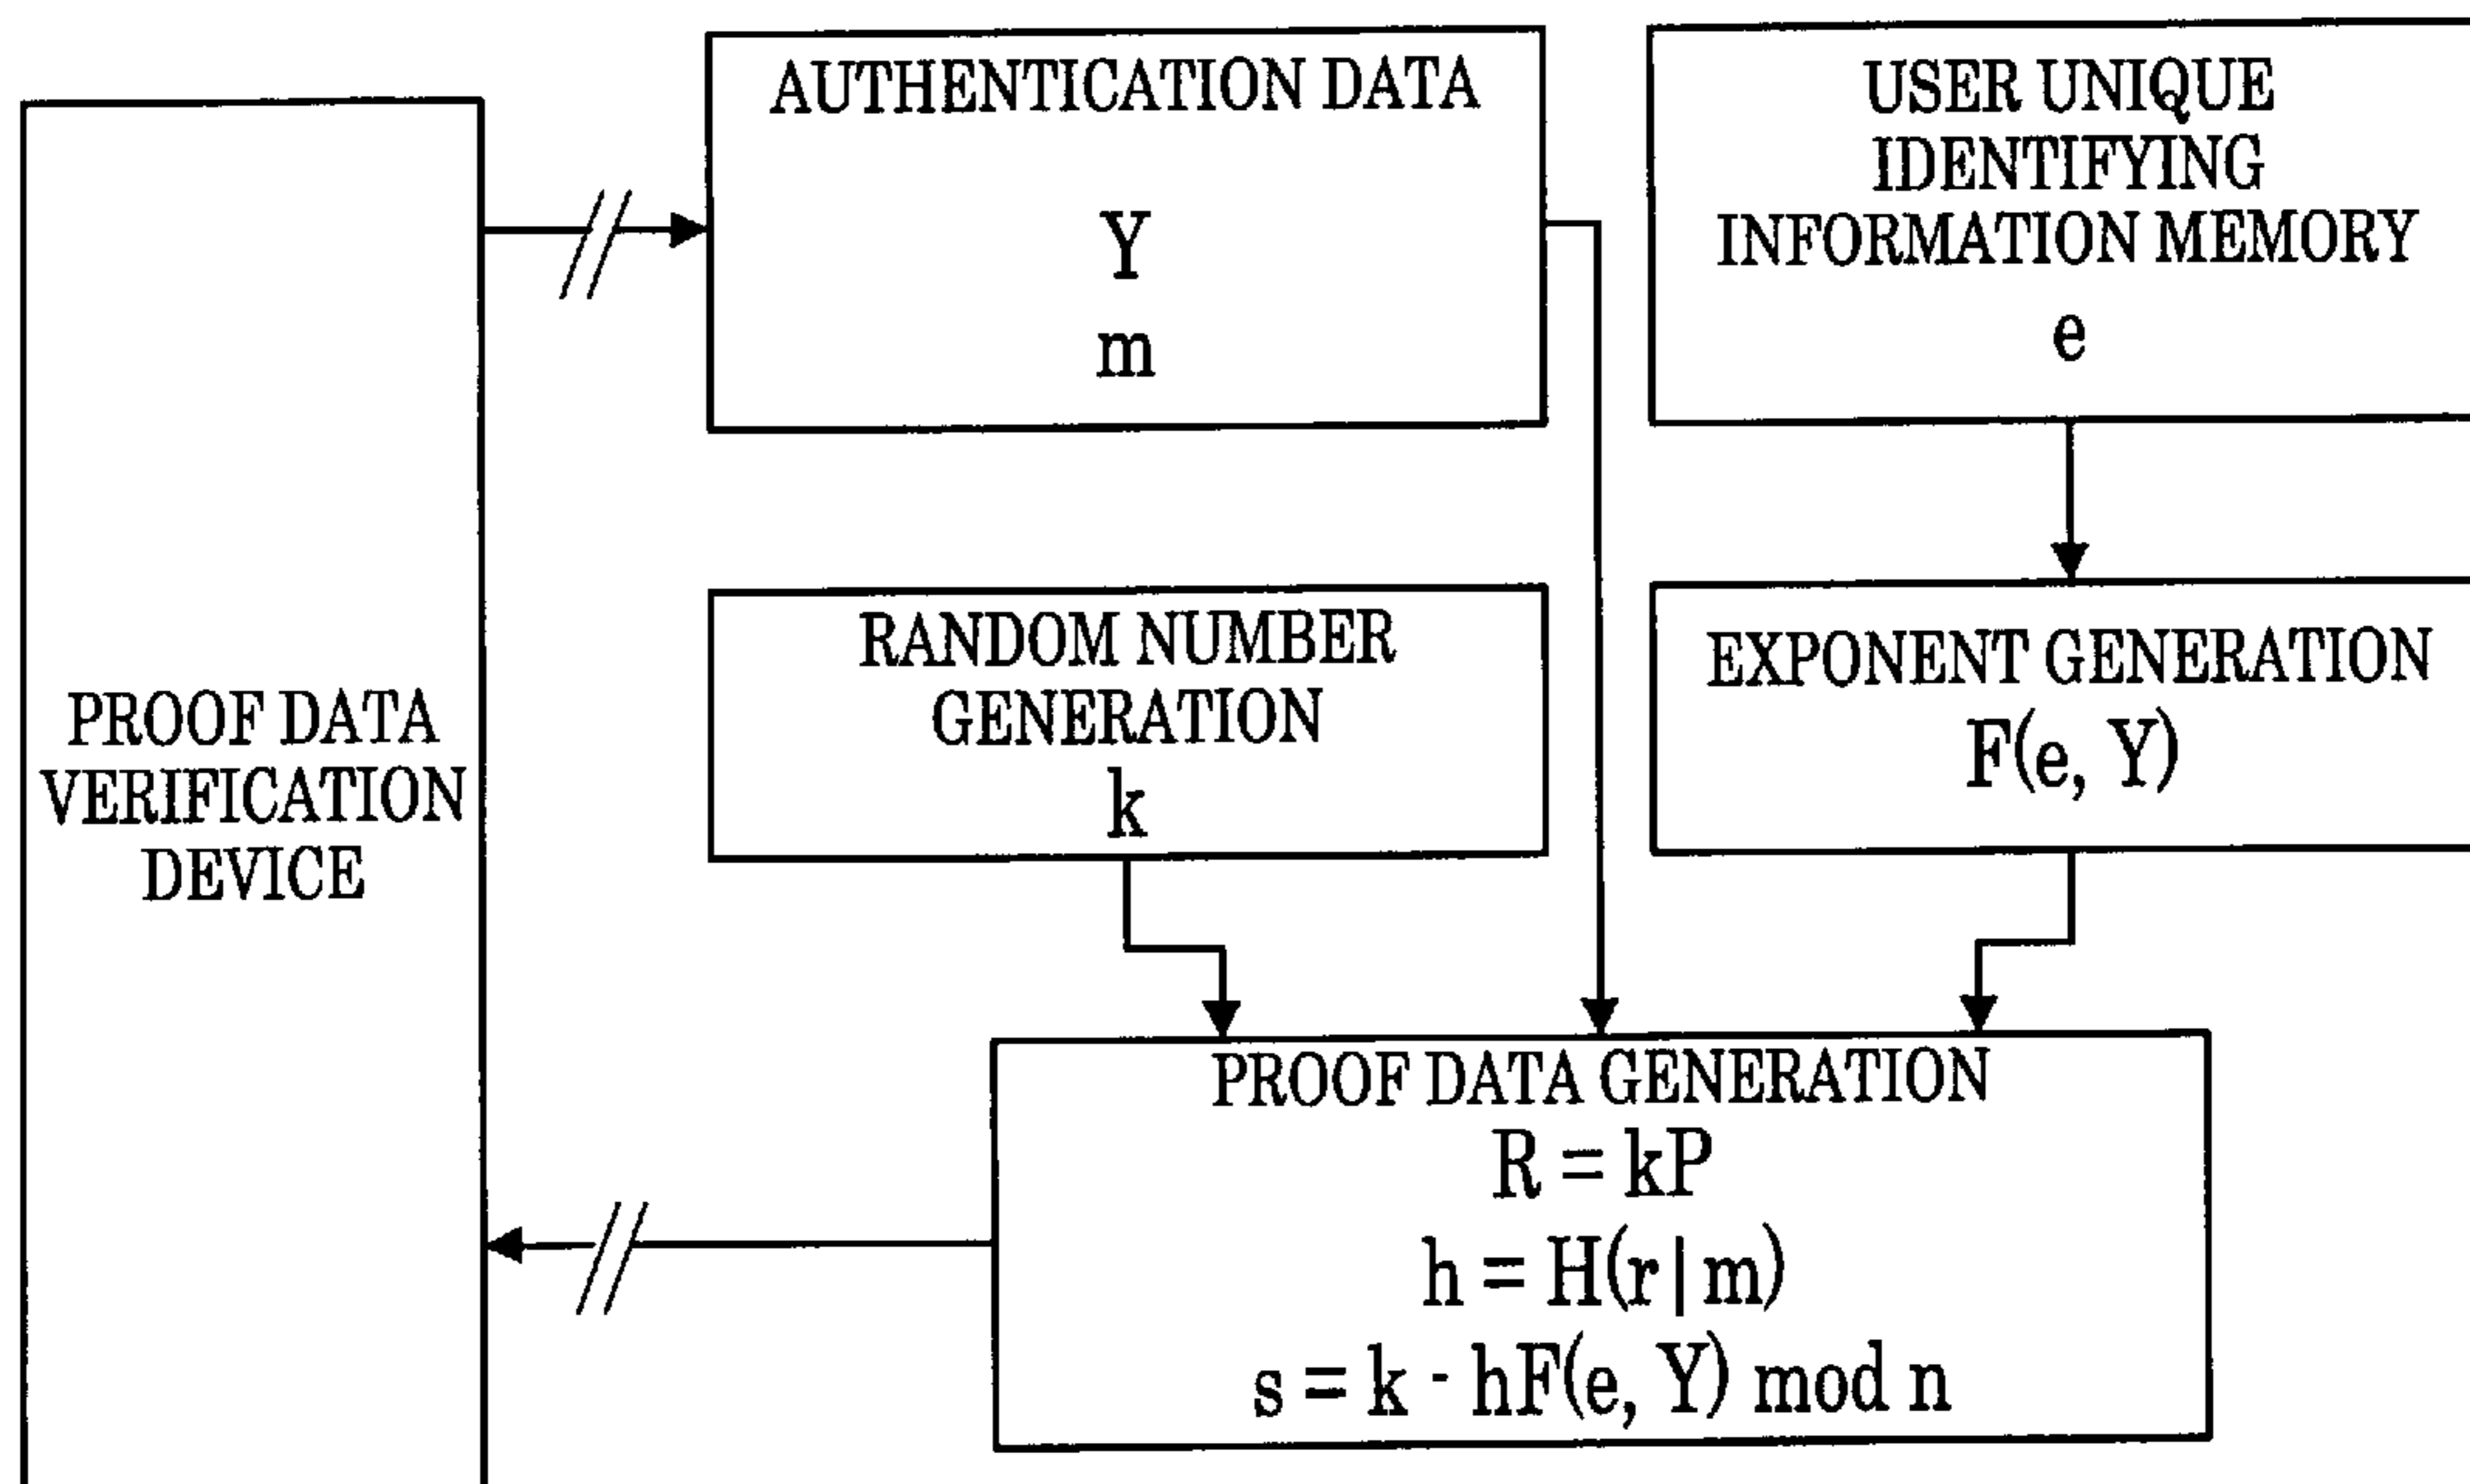 PROOF DATA
VERIFICATION
DEVICE
AUTHENTICATION DATA
Y
m
USER UNIQUE
IDENTIFYING
INFORMATION MEMORY
e
RANDOM NUMBER
GENERATION
k
EXPONENT GENERATION
F(e, Y)
PROOF DATA GENERATION
R = kP
h = H(r | m)
s = k - hF(e, Y) mod n